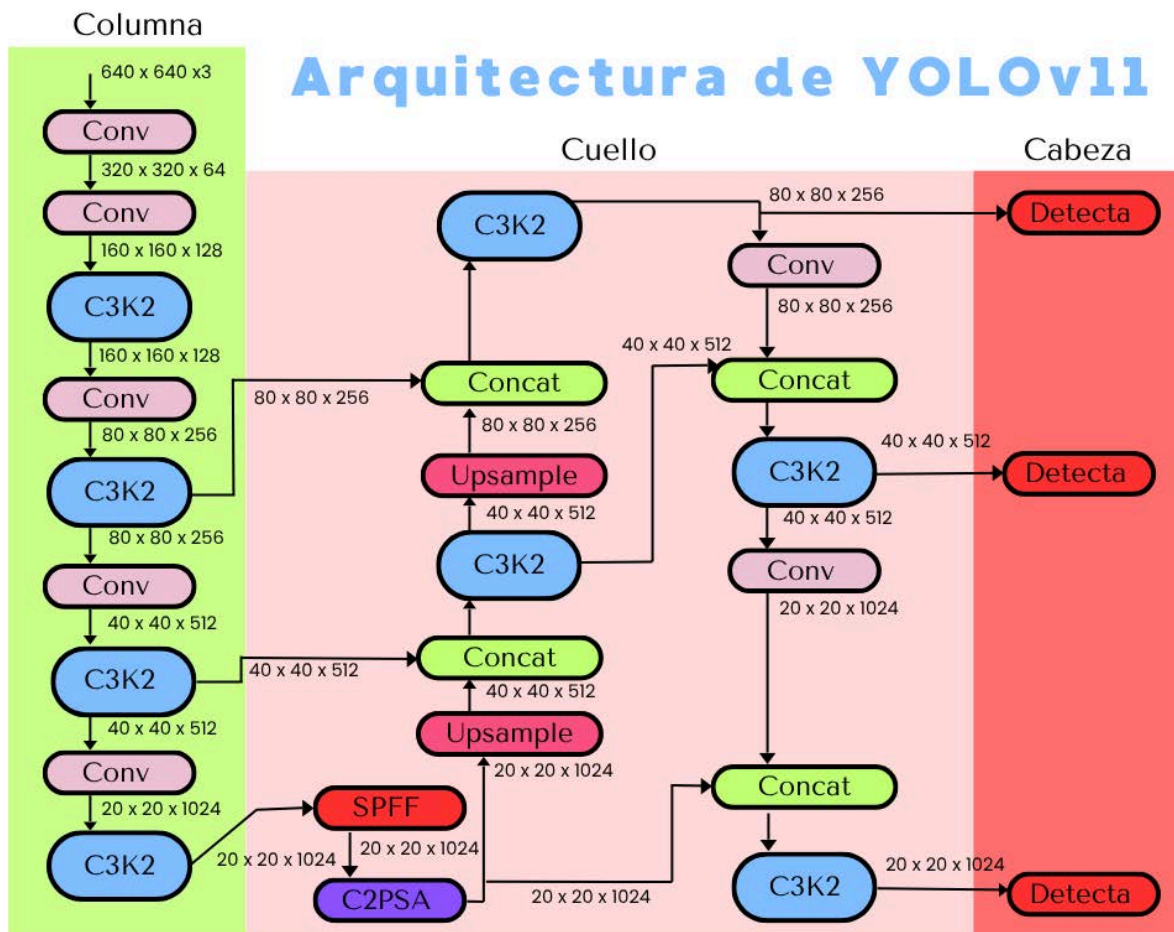 Columna
Arquitectura de YOLOv11
Cuello
Cabeza
640 x 640 x3
Conv
320 x 320 x 64
Conv
160 x 160 x 128
C3K2
160 x 160 x 128
Conv
80 x 80 x 256
C3K2
80 x 80 x 256
Conv
40 x 40 x 512
C3K2
40 x 40 x 512
Conv
20 x 20 x 1024
C3K2
20 x 20 x 1024
SPFF
20 x 20 x 1024
C2PSA
20 x 20 x 1024
Upsample
40 x 40 x 512
Concat
40 x 40 x 512
C3K2
40 x 40 x 512
Upsample
80 x 80 x 256
Concat
80 x 80 x 256
C3K2
80 x 80 x 256
Conv
80 x 80 x 256
40 x 40 x 512
Concat
C3K2
40 x 40 x 512
40 x 40 x 512
Conv
20 x 20 x 1024
Concat
20 x 20 x 1024
C3K2
20 x 20 x 1024
Detecta
Detecta
Detecta